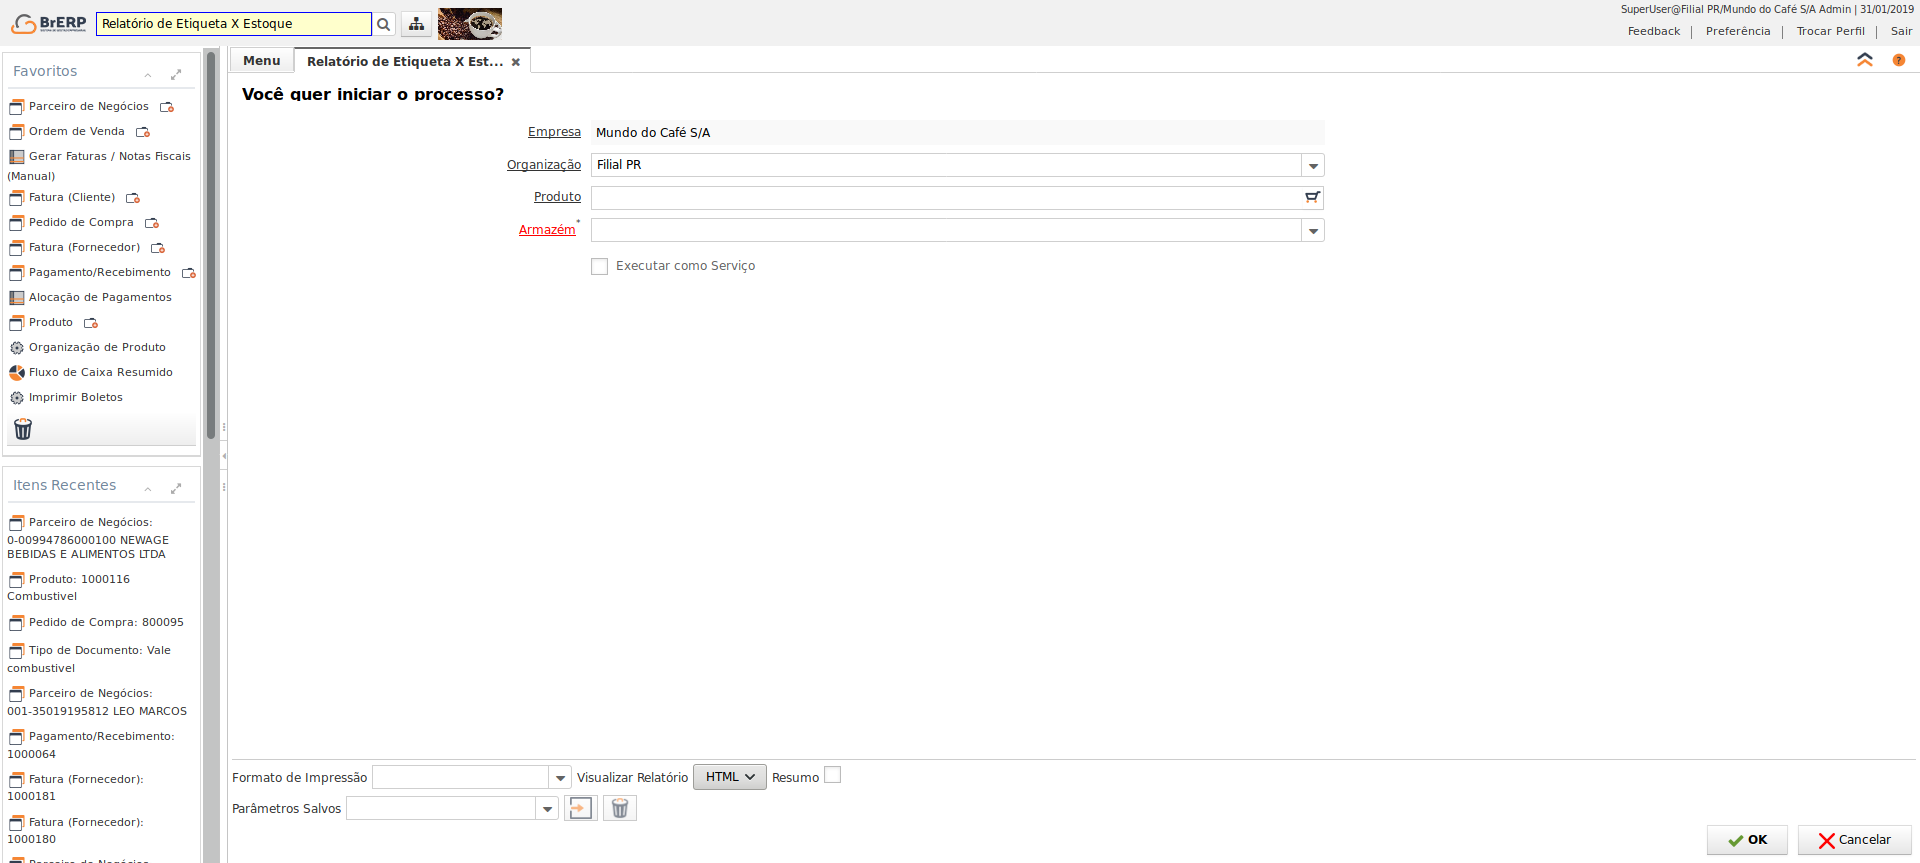 BrERP
Relatório de Etiqueta X Estoque
SuperUser@Filial PR/Mundo do Café S/A Admin | 31/01/2019
Feedback | Preferência | Trocar Perfil | Sair
Favoritos
Parceiro de Negócios
Ordem de Venda
Gerar Faturas / Notas Fiscais
(Manual)
Fatura (Cliente)
Pedido de Compra
Fatura (Fornecedor)
Pagamento/Recebimento
Alocação de Pagamentos
Produto
Organização de Produto
Fluxo de Caixa Resumido
Imprimir Boletos
Itens Recentes
Parceiro de Negócios:
0-00994786000100 NEWAGE
BEBIDAS E ALIMENTOS LTDA
Produto: 1000116
Combustivel
Pedido de Compra: 800095
Tipo de Documento: Vale
combustivel
Parceiro de Negócios:
001-35019195812 LEO MARCOS
Pagamento/Recebimento:
1000064
Fatura (Fornecedor):
1000181
Fatura (Fornecedor):
1000180
Parceiro de Negócios
Menu
Relatório de Etiqueta X Est...
Você quer iniciar o processo?
Empresa Mundo do Café S/A
Organização Filial PR
Produto
Armazém *
Executar como Serviço
Formato de Impressão Visualizar Relatório HTML Resumo
Parâmetros Salvos
OK Cancelar